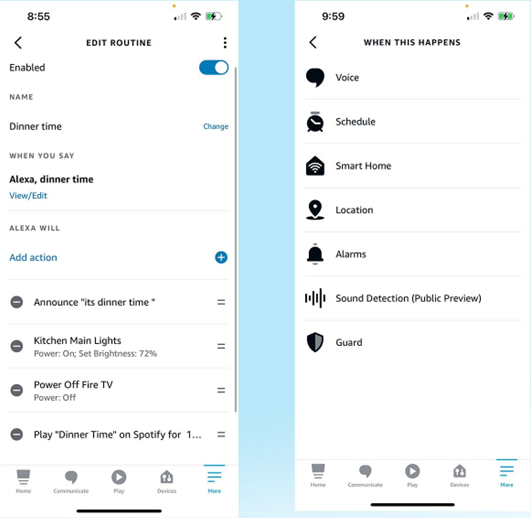 8:55
EDIT ROUTINE
Enabled
NAME
Dinner time
Change
WHEN YOU SAY
Alexa, dinner time
View/Edit
ALEXA WILL
Add action
Announce "its dinner time "
Kitchen Main Lights
Power: On; Set Brightness: 72%
Power Off Fire TV
Power: Off
Play "Dinner Time" on Spotify for 1...
Home
Communicate
Play
Devices
More
9:59
WHEN THIS HAPPENS
Voice
Schedule
Smart Home
Location
Alarms
Sound Detection (Public Preview)
Guard
Home
Communicate
Play
Devices
More